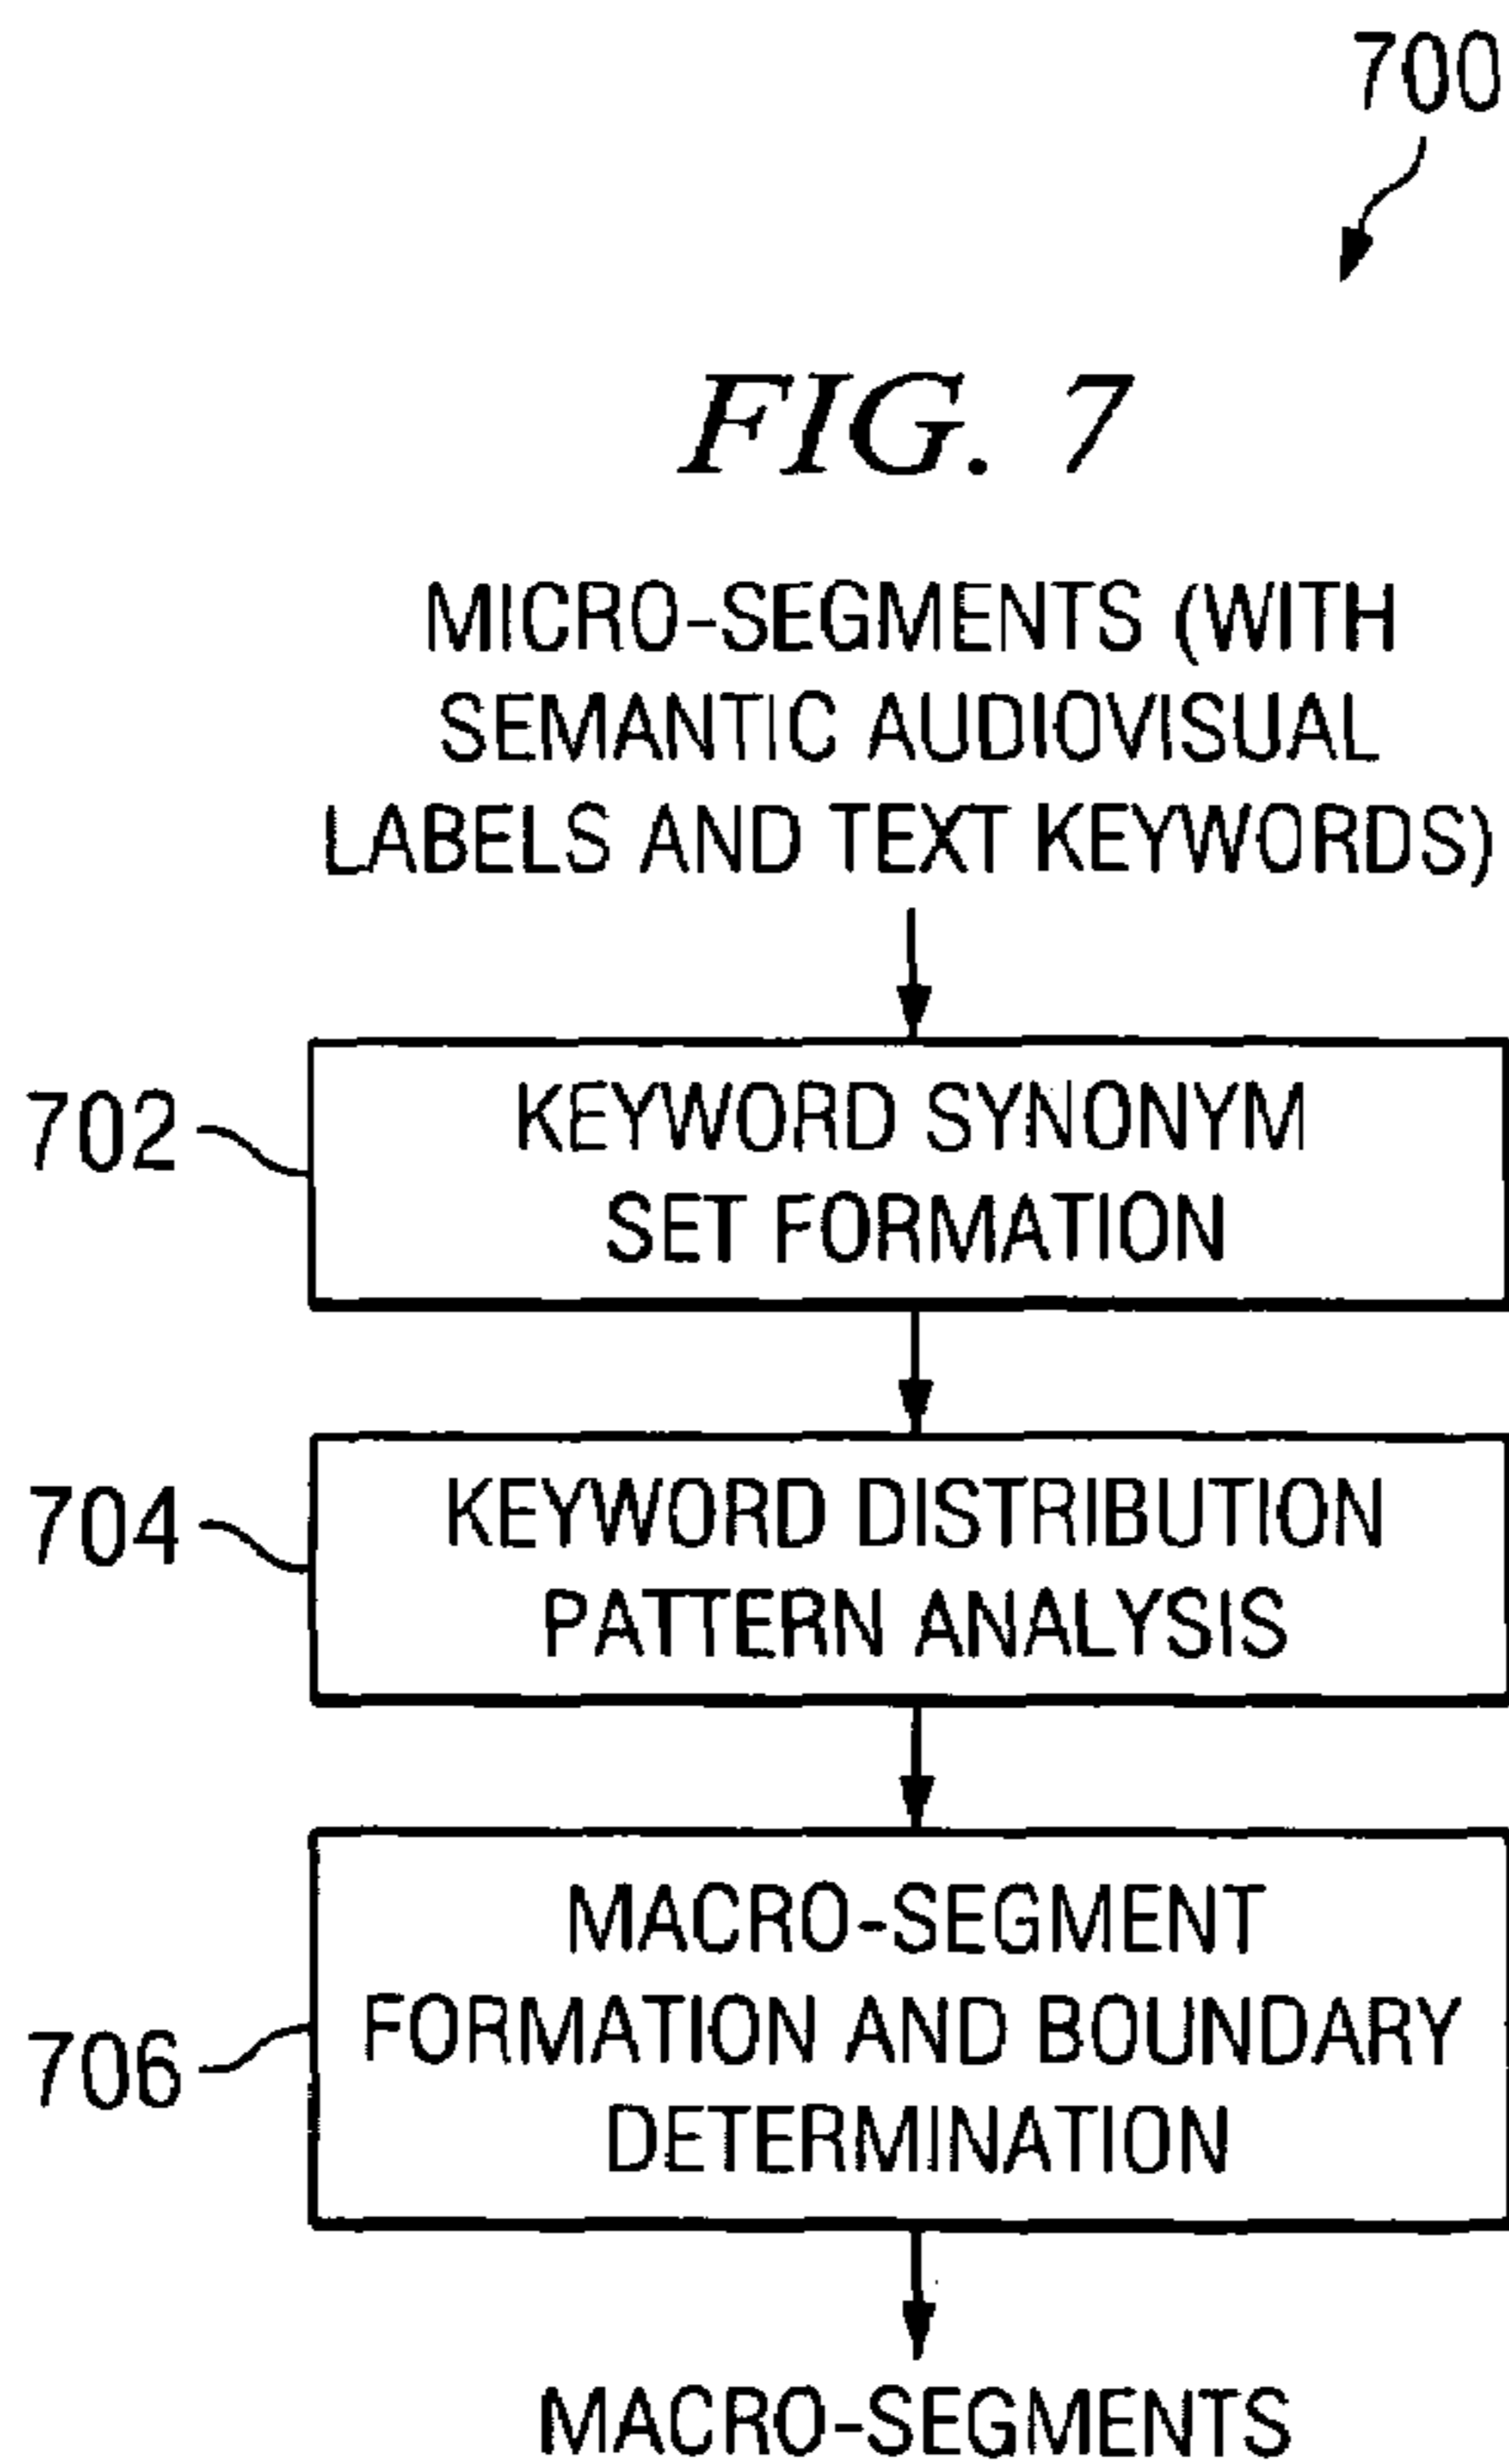 700
FIG. 7
MICRO-SEGMENTS (WITH
SEMANTIC AUDIOVISUAL
LABELS AND TEXT KEYWORDS)
702
KEYWORD SYNONYM
SET FORMATION
704
KEYWORD DISTRIBUTION
PATTERN ANALYSIS
706
MACRO-SEGMENT
FORMATION AND BOUNDARY
DETERMINATION
MACRO-SEGMENTS